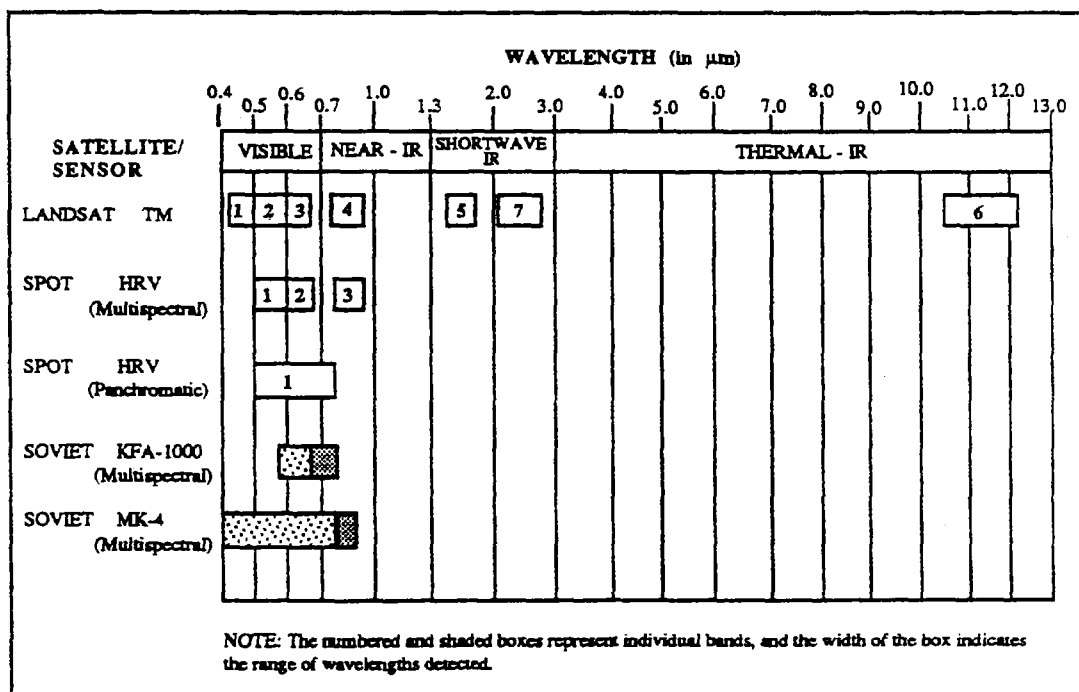 WAVELENGTH (in µm)
0.4 0.6 1.0 2.0 4.0 6.0 8.0 10.0 12.0
0.5 0.7 1.3 3.0 5.0 7.0 9.0 11.0 13.0
SATELLITE/
SENSOR
VISIBLE NEAR - IR SHORTWAVE
IR
THERMAL - IR
LANDSAT TM 1 2 3 4 5 7 6
SPOT HRV
(Multispectral) 1 2 3
SPOT HRV
(Panchromatic) 1
SOVIET KFA-1000
(Multispectral)
SOVIET MK-4
(Multispectral)
NOTE: The numbered and shaded boxes represent individual bands, and the width of the box indicates
the range of wavelengths detected.